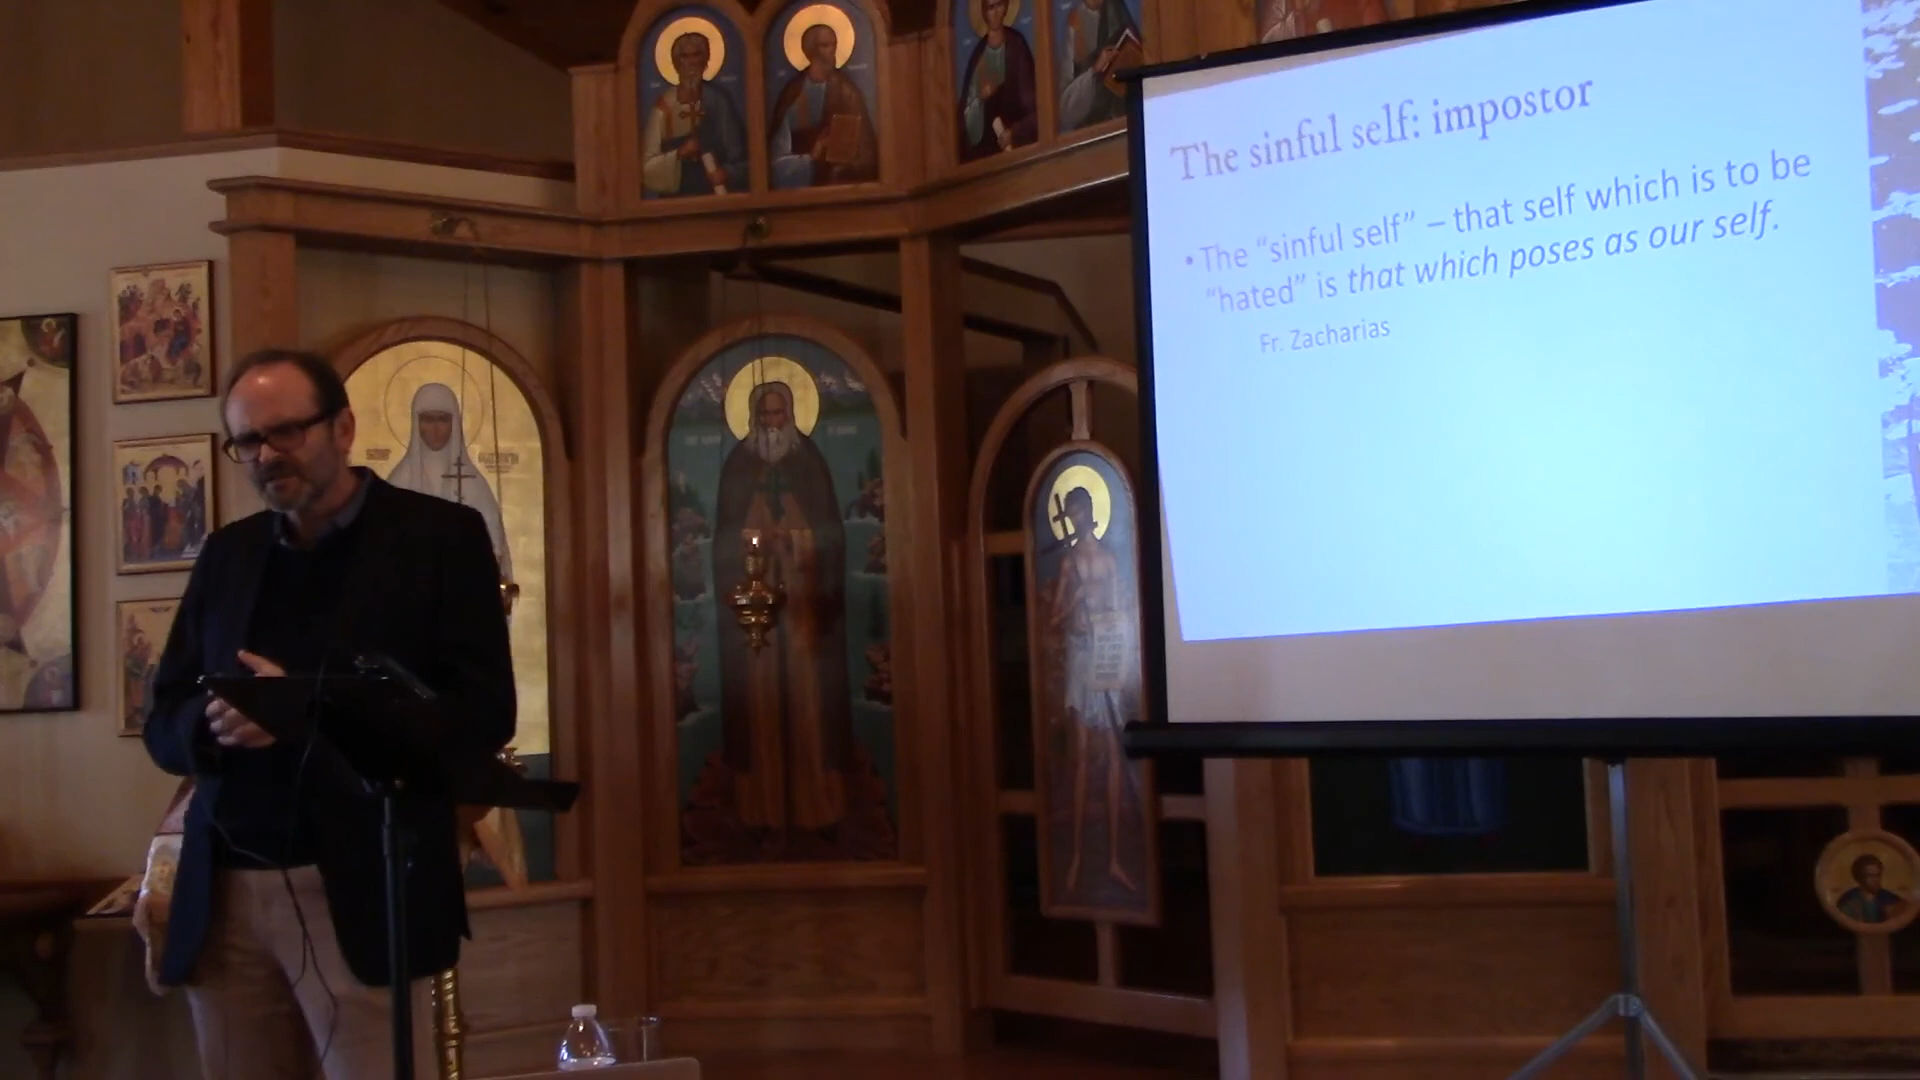 The sinful self: impostor
• The “sinful self” – that self which is to be
“hated” is that which poses as our self.
Fr. Zacharias